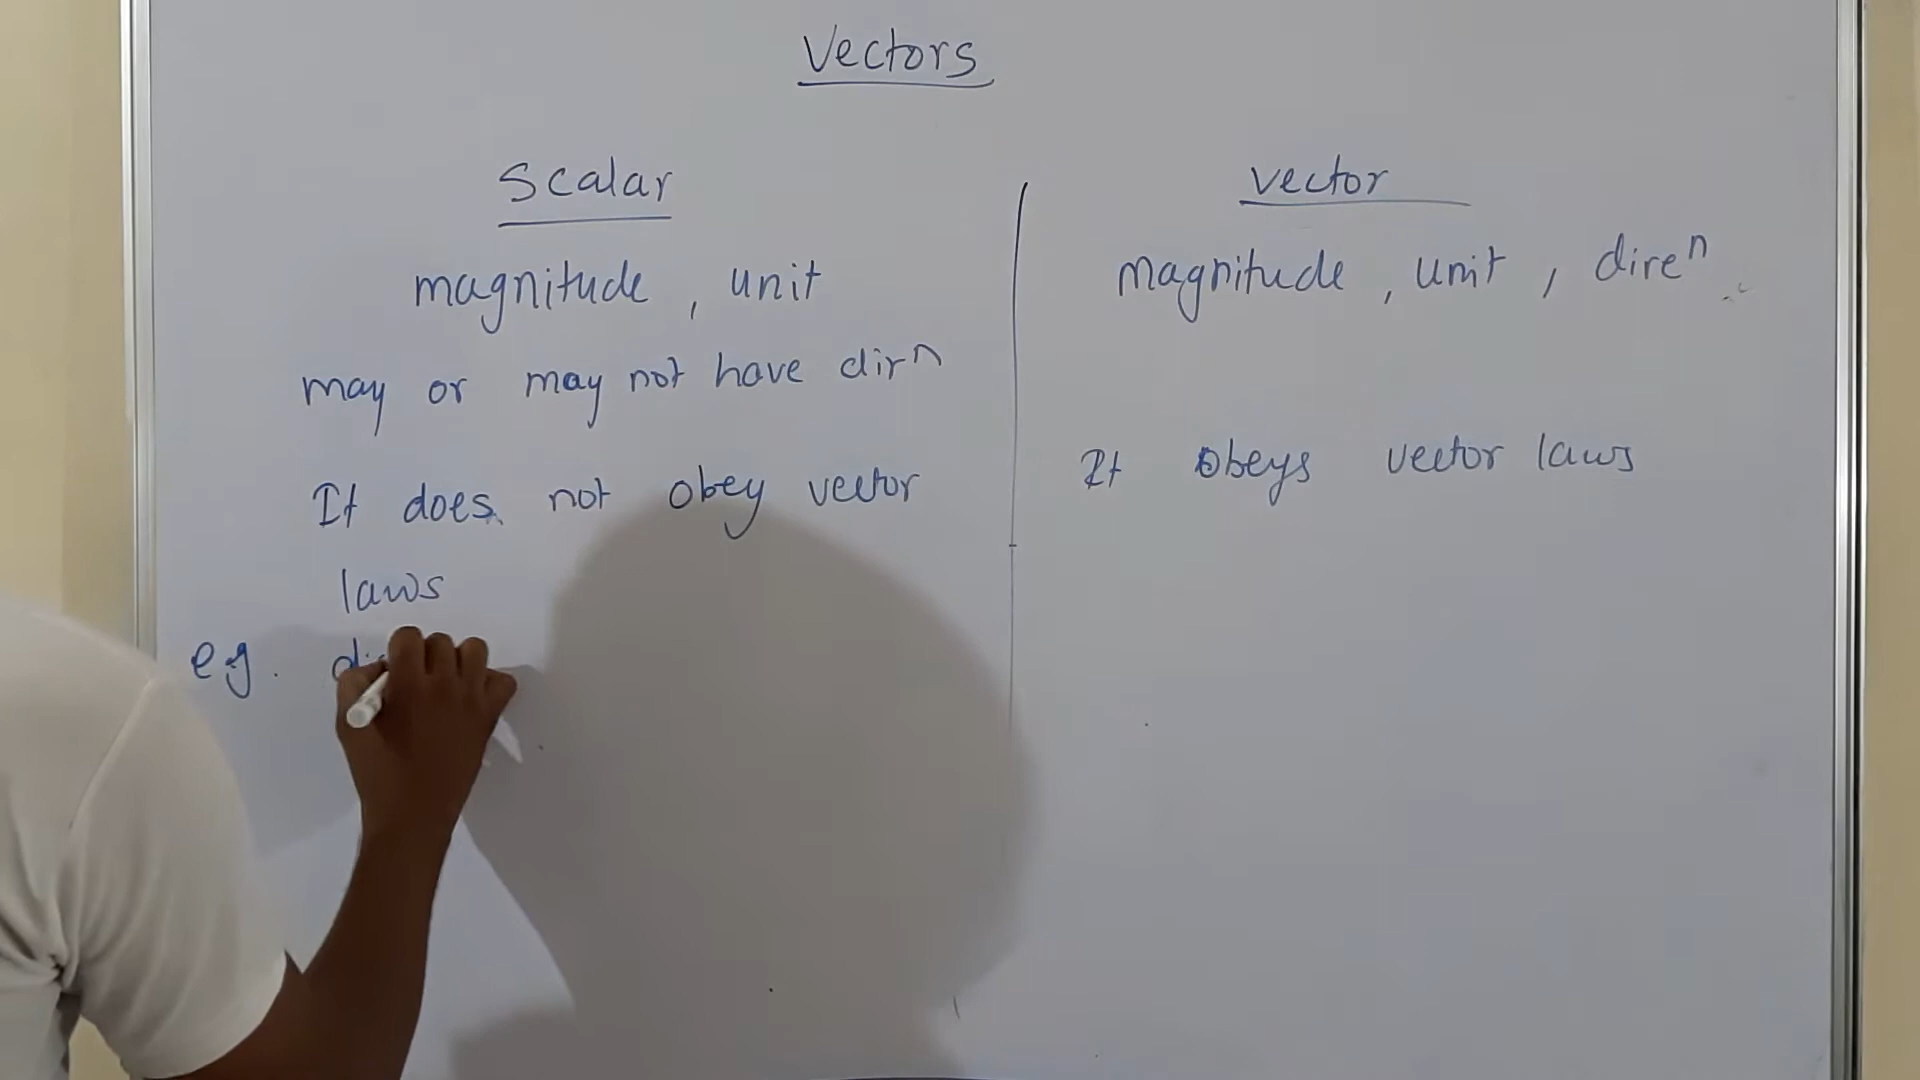 Vectors
Scalar
magnitude, unit
may or may not have dirⁿ
It does not obey vector
laws
eg.
vector
magnitude, unit, direⁿ
It obeys vector laws